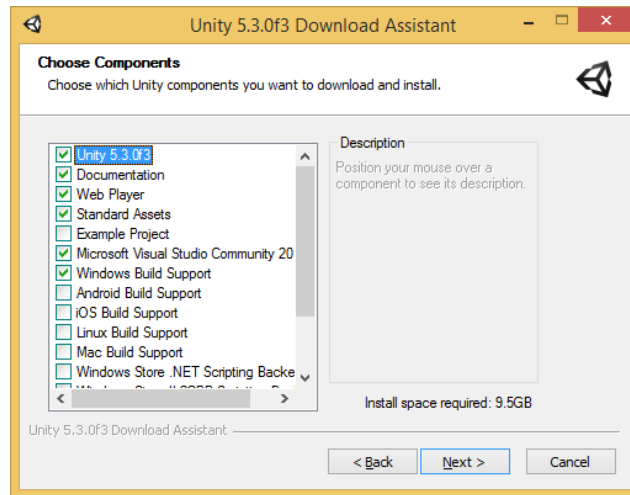 Unity 5.3.0f3 Download Assistant
Choose Components
Choose which Unity components you want to download and install.
Unity 5.3.0f3
Documentation
Web Player
Standard Assets
Example Project
Microsoft Visual Studio Community 20
Windows Build Support
Android Build Support
iOS Build Support
Linux Build Support
Mac Build Support
Windows Store .NET Scripting Backe
Description
Position your mouse over a
component to see its description.
Install space required: 9.5GB
Unity 5.3.0f3 Download Assistant
< Back
Next >
Cancel